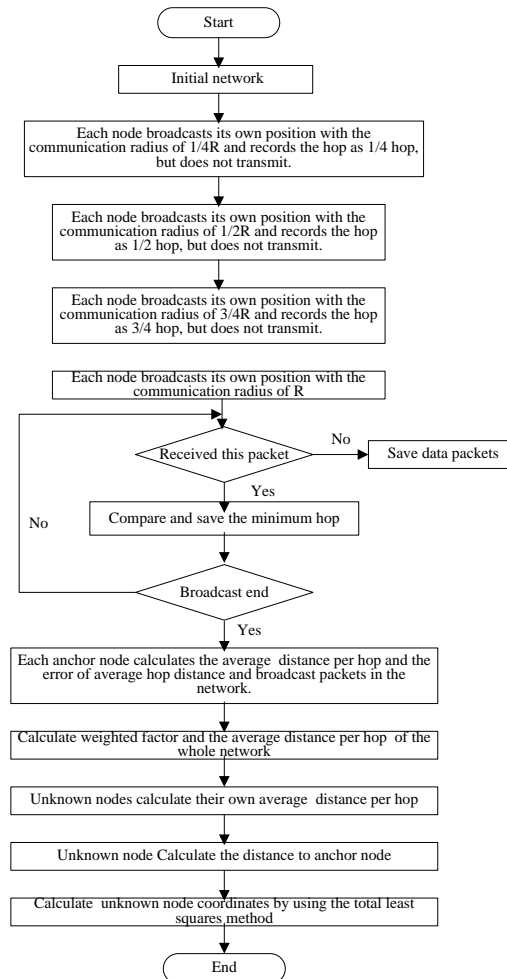 Start
Initial network
Each node broadcasts its own position with the
communication radius of 1/4R and records the hop as 1/4 hop,
but does not transmit.
Each node broadcasts its own position with the
communication radius of 1/2R and records the hop
as 1/2 hop, but does not transmit.
Each node broadcasts its own position with the
communication radius of 3/4R and records the hop
as 3/4 hop, but does not transmit.
Each node broadcasts its own position with the
communication radius of R
Received this packet
No
Save data packets
Yes
Compare and save the minimum hop
No
Broadcast end
Yes
Each anchor node calculates the average distance per hop and the
error of average hop distance and broadcast packets in the
network.
Calculate weighted factor and the average distance per hop of the
whole network
Unknown nodes calculate their own average distance per hop
Unknown node Calculate the distance to anchor node
Calculate unknown node coordinates by using the total least
squares method
End